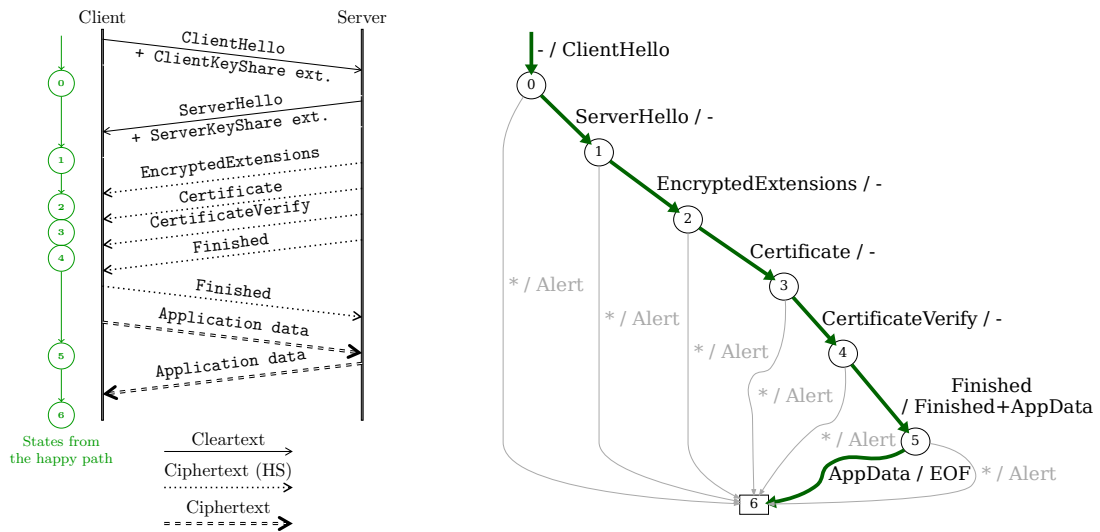 Client
Server
ClientHello
+ ClientKeyShare ext.
0
ServerHello
+ ServerKeyShare ext.
1
EncryptedExtensions
2
Certificate
3
CertificateVerify
4
Finished
Finished
Application data
5
Application data
6
States from
the happy path
Cleartext
Ciphertext (HS)
Ciphertext
- / ClientHello
0
ServerHello / -
1
EncryptedExtensions / -
2
Certificate / -
3
* / Alert
CertificateVerify / -
* / Alert
4
* / Alert
Finished
/ Finished+AppData
* / Alert
* / Alert
5
AppData / EOF
* / Alert
6